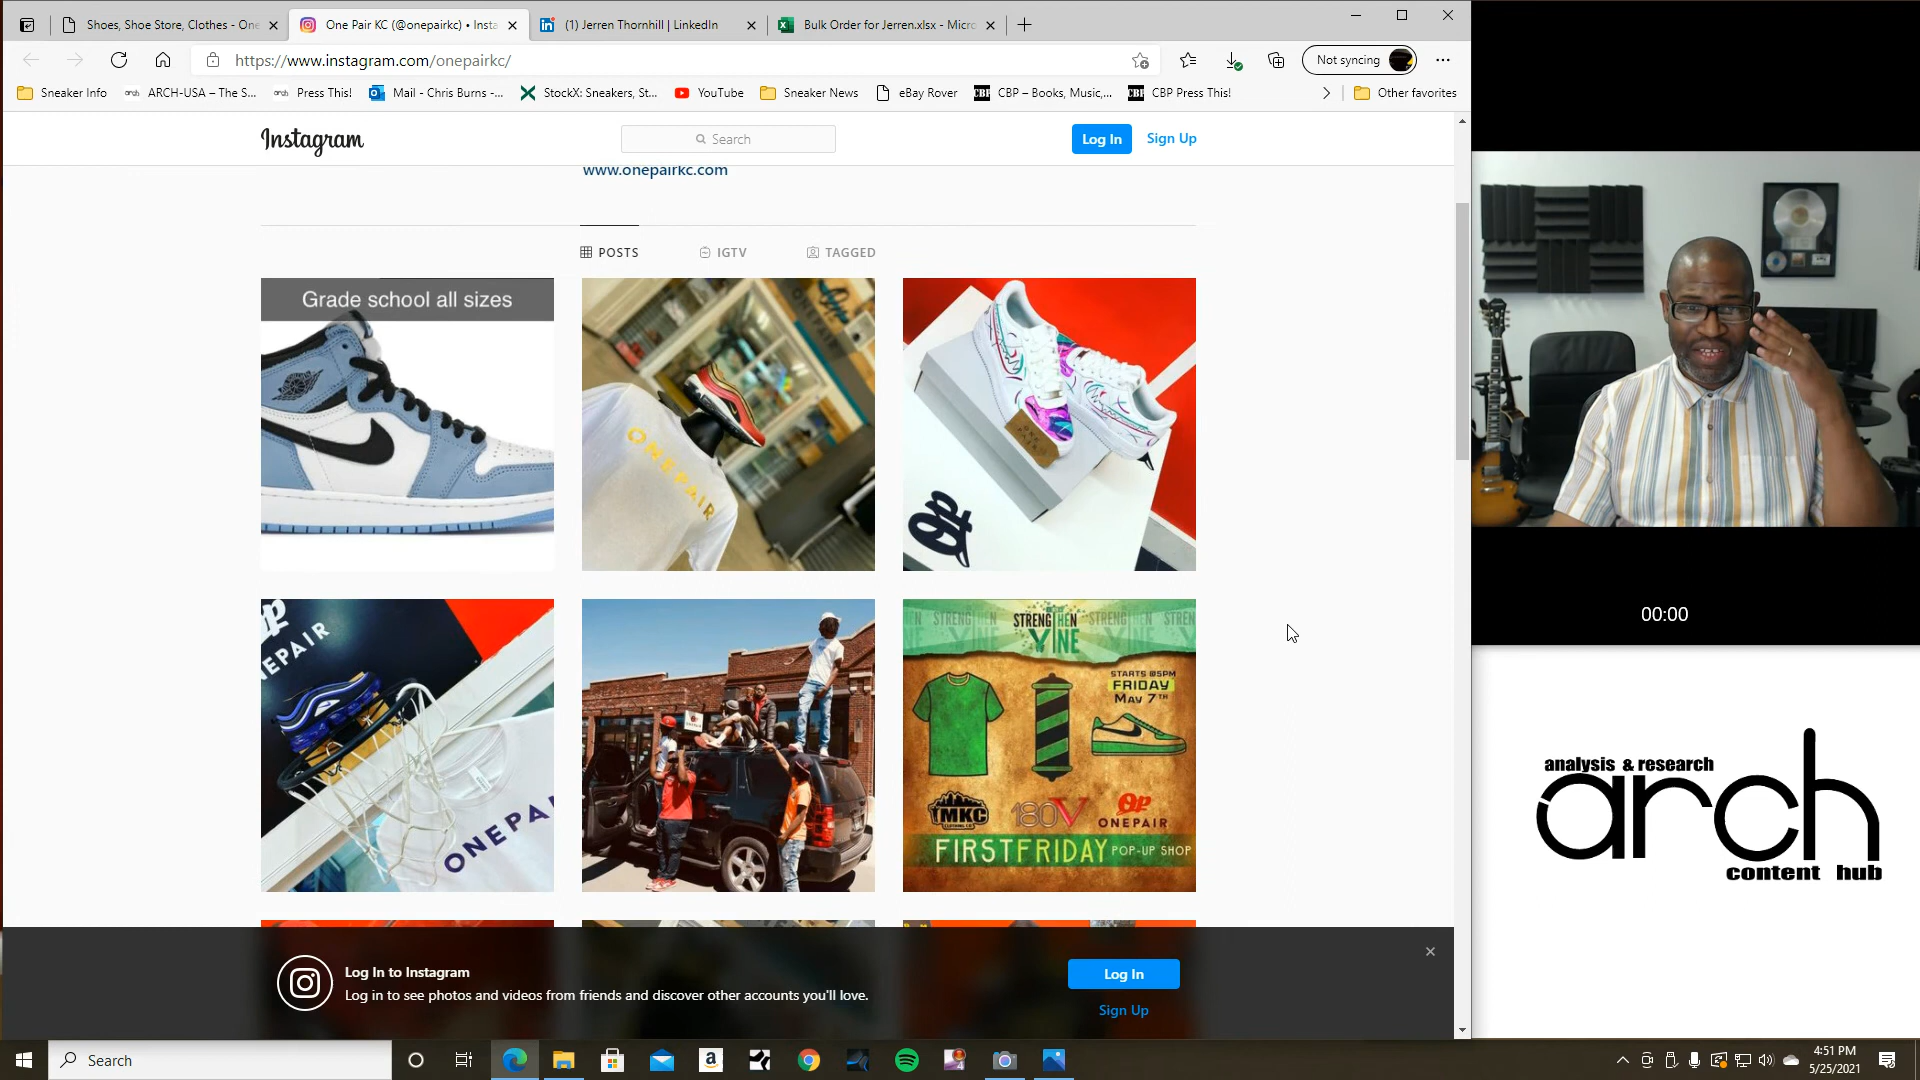 Shoes, Shoe Store, Clothes - One
One Pair KC (@onepairkc) • Insta
(1) Jerren Thornhill | LinkedIn
Bulk Order for Jerren.xlsx - Micro
https://www.instagram.com/onepairkc/
Not syncing
Sneaker Info
ARCH-USA – The S...
Press This!
Mail - Chris Burns -...
StockX: Sneakers, St...
YouTube
Sneaker News
eBay Rover
CBP – Books, Music,...
CBP Press This!
Other favorites
Instagram
Search
Log In
Sign Up
www.onepairkc.com
POSTS
IGTV
TAGGED
Grade school all sizes
ONEPAIR
EPAIR
ONEPA
STRENGTHEN
VINE
STARTS @5PM
FRIDAY
MAY 7TH
TMKC
180V
OP
ONEPAIR
FIRST FRIDAY POP-UP SHOP
Log In to Instagram
Log in to see photos and videos from friends and discover other accounts you'll love.
Log In
Sign Up
00:00
analysis & research
arch
content hub
Search
4:51 PM
5/25/2021